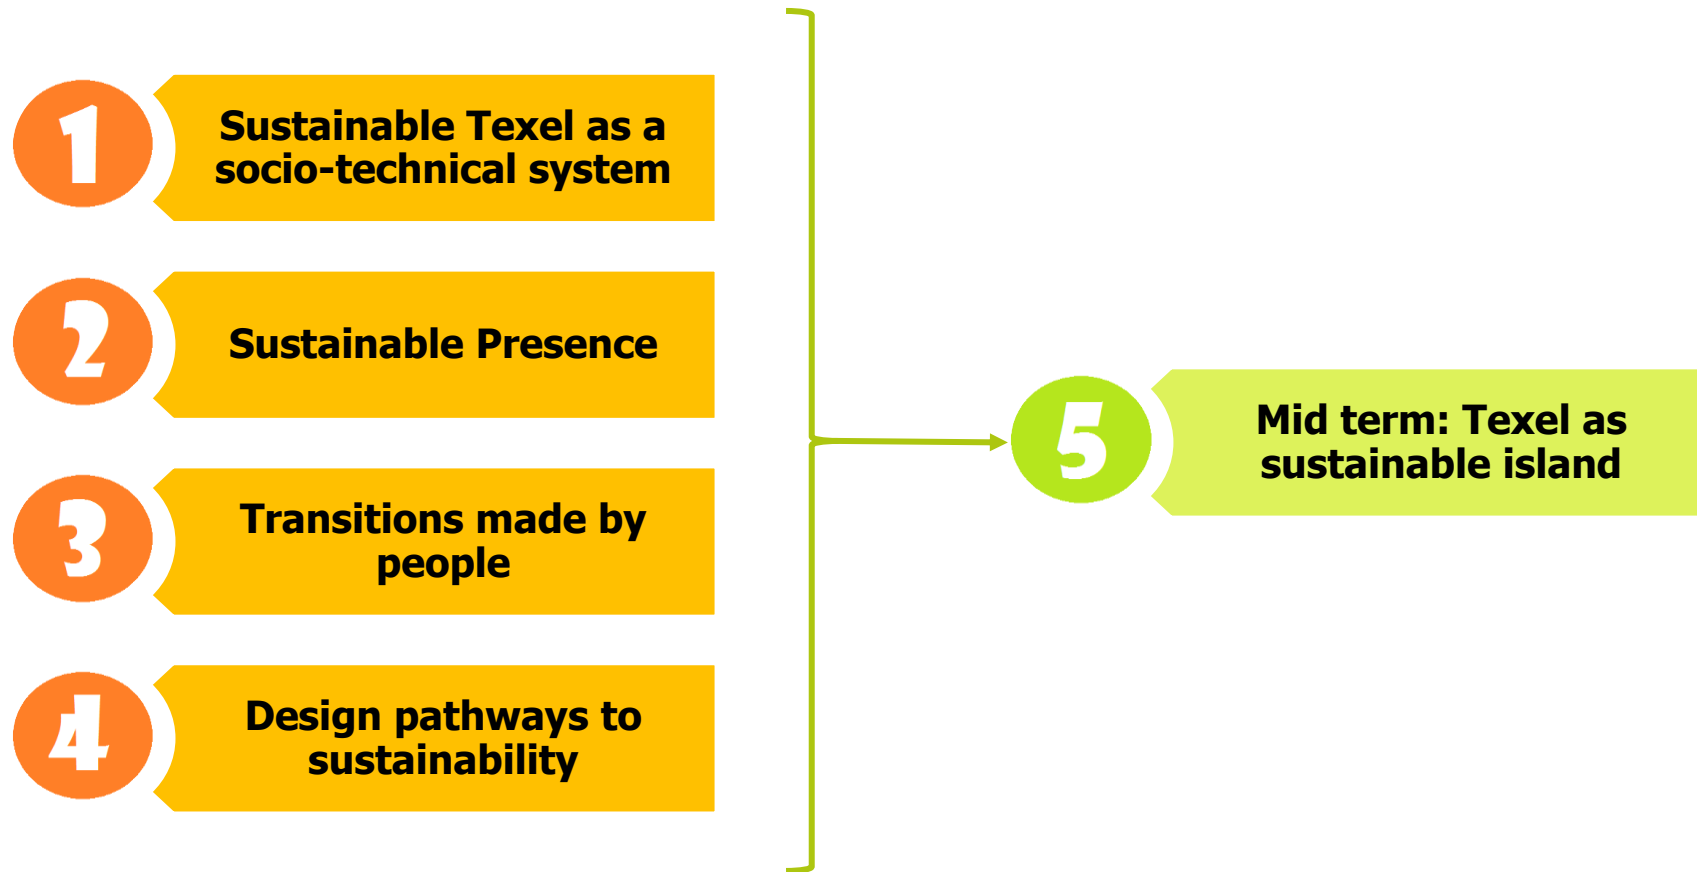 1
Sustainable Texel as a
socio-technical system
2
Sustainable Presence
3
Transitions made by
people
4
Design pathways to
sustainability
5
Mid term: Texel as
sustainable island